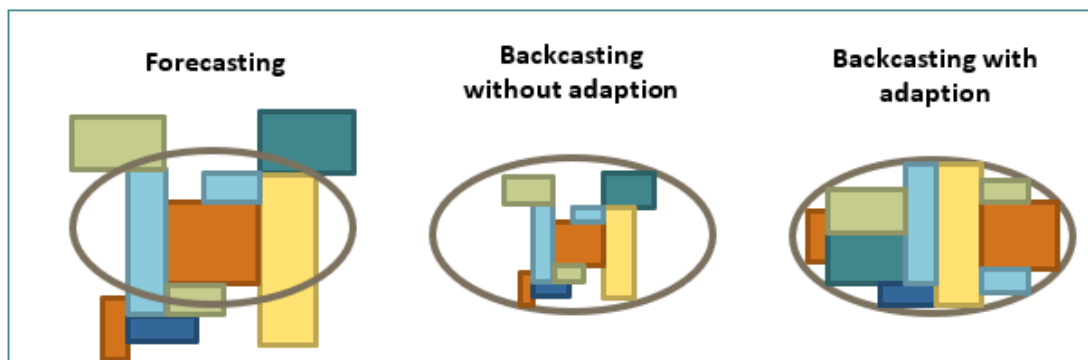 Forecasting
Backcasting
without adaption
Backcasting with
adaption